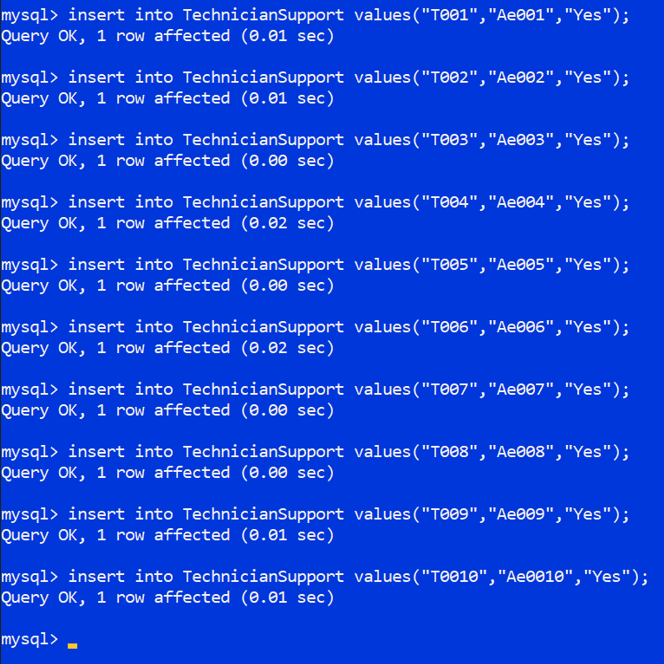 mysql> insert into TechnicianSupport values("T001","Ae001","Yes");
Query OK, 1 row affected (0.01 sec)
mysql> insert into TechnicianSupport values("T002","Ae002","Yes");
Query OK, 1 row affected (0.01 sec)
mysql> insert into TechnicianSupport values("T003","Ae003","Yes");
Query OK, 1 row affected (0.00 sec)
mysql> insert into TechnicianSupport values("T004","Ae004","Yes");
Query OK, 1 row affected (0.02 sec)
mysql> insert into TechnicianSupport values("T005","Ae005","Yes");
Query OK, 1 row affected (0.00 sec)
mysql> insert into TechnicianSupport values("T006","Ae006","Yes");
Query OK, 1 row affected (0.02 sec)
mysql> insert into TechnicianSupport values("T007","Ae007","Yes");
Query OK, 1 row affected (0.00 sec)
mysql> insert into TechnicianSupport values("T008","Ae008","Yes");
Query OK, 1 row affected (0.00 sec)
mysql> insert into TechnicianSupport values("T009","Ae009","Yes");
Query OK, 1 row affected (0.01 sec)
mysql> insert into TechnicianSupport values("T0010","Ae0010","Yes");
Query OK, 1 row affected (0.01 sec)
mysql>